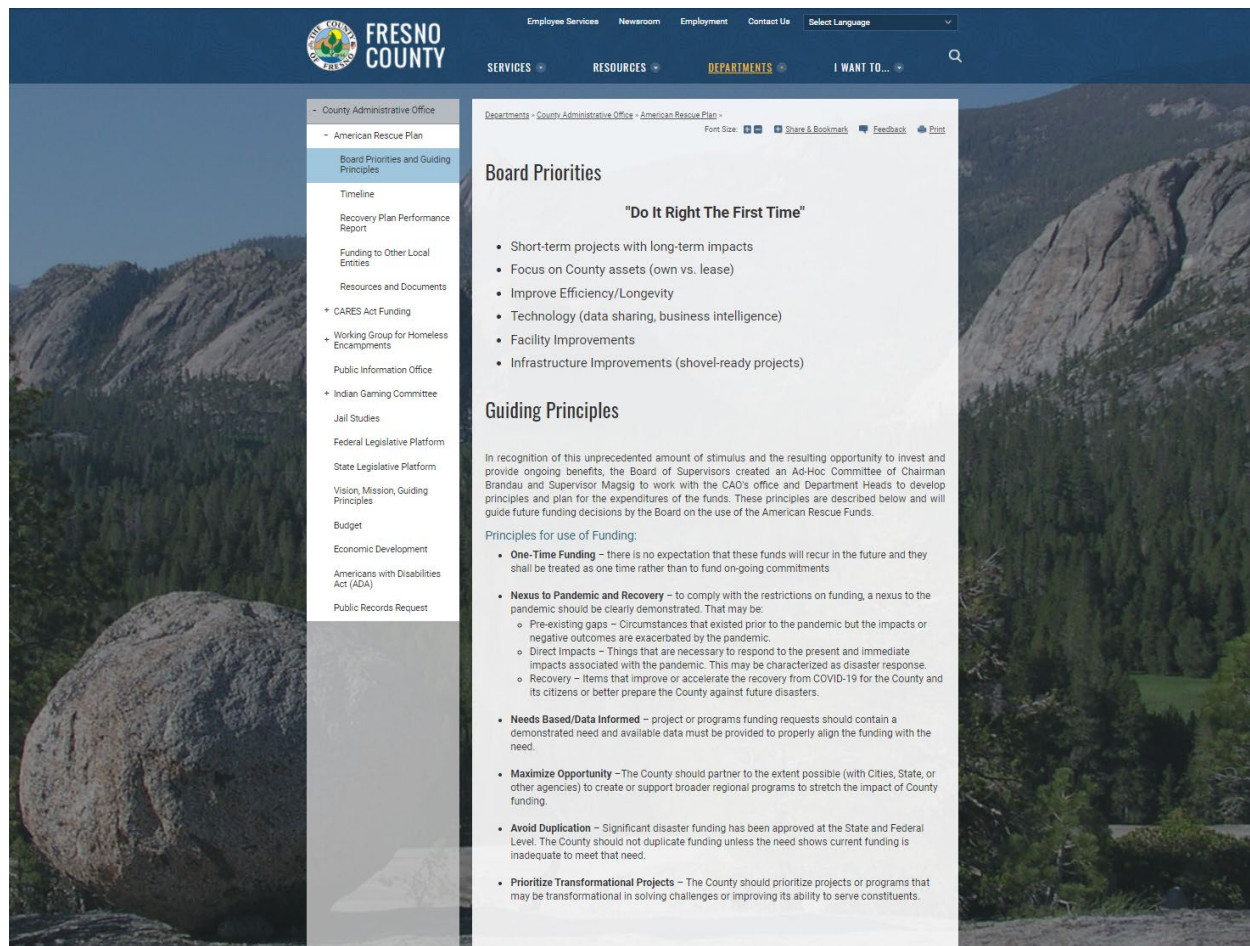 THE COUNTY OF FRESNO
FRESNO
COUNTY
Employee Services Newsroom Employment Contact Us Select Language
SERVICES RESOURCES DEPARTMENTS I WANT TO...
- County Administrative Office
- American Rescue Plan
Board Priorities and Guiding
Principles
Timeline
Recovery Plan Performance
Report
Funding to Other Local
Entities
Resources and Documents
+ CARES Act Funding
+ Working Group for Homeless
Encampments
Public Information Office
+ Indian Gaming Committee
Jail Studies
Federal Legislative Platform
State Legislative Platform
Vision, Mission, Guiding
Principles
Budget
Economic Development
Americans with Disabilities
Act (ADA)
Public Records Request
Departments » County Administrative Office » American Rescue Plan »
Font Size: + - + Share & Bookmark Feedback Print
Board Priorities
"Do It Right The First Time"
• Short-term projects with long-term impacts
• Focus on County assets (own vs. lease)
• Improve Efficiency/Longevity
• Technology (data sharing, business intelligence)
• Facility Improvements
• Infrastructure Improvements (shovel-ready projects)
Guiding Principles
In recognition of this unprecedented amount of stimulus and the resulting opportunity to invest and
provide ongoing benefits, the Board of Supervisors created an Ad-Hoc Committee of Chairman
Brandau and Supervisor Magsig to work with the CAO's office and Department Heads to develop
principles and plan for the expenditures of the funds. These principles are described below and will
guide future funding decisions by the Board on the use of the American Rescue Funds.
Principles for use of Funding:
• One-Time Funding – there is no expectation that these funds will recur in the future and they
shall be treated as one time rather than to fund on-going commitments
• Nexus to Pandemic and Recovery – to comply with the restrictions on funding, a nexus to the
pandemic should be clearly demonstrated. That may be:
○ Pre-existing gaps – Circumstances that existed prior to the pandemic but the impacts or
negative outcomes are exacerbated by the pandemic.
○ Direct Impacts – Things that are necessary to respond to the present and immediate
impacts associated with the pandemic. This may be characterized as disaster response.
○ Recovery – Items that improve or accelerate the recovery from COVID-19 for the County and
its citizens or better prepare the County against future disasters.
• Needs Based/Data Informed – project or programs funding requests should contain a
demonstrated need and available data must be provided to properly align the funding with the
need.
• Maximize Opportunity –The County should partner to the extent possible (with Cities, State, or
other agencies) to create or support broader regional programs to stretch the impact of County
funding.
• Avoid Duplication – Significant disaster funding has been approved at the State and Federal
Level. The County should not duplicate funding unless the need shows current funding is
inadequate to meet that need.
• Prioritize Transformational Projects – The County should prioritize projects or programs that
may be transformational in solving challenges or improving its ability to serve constituents.